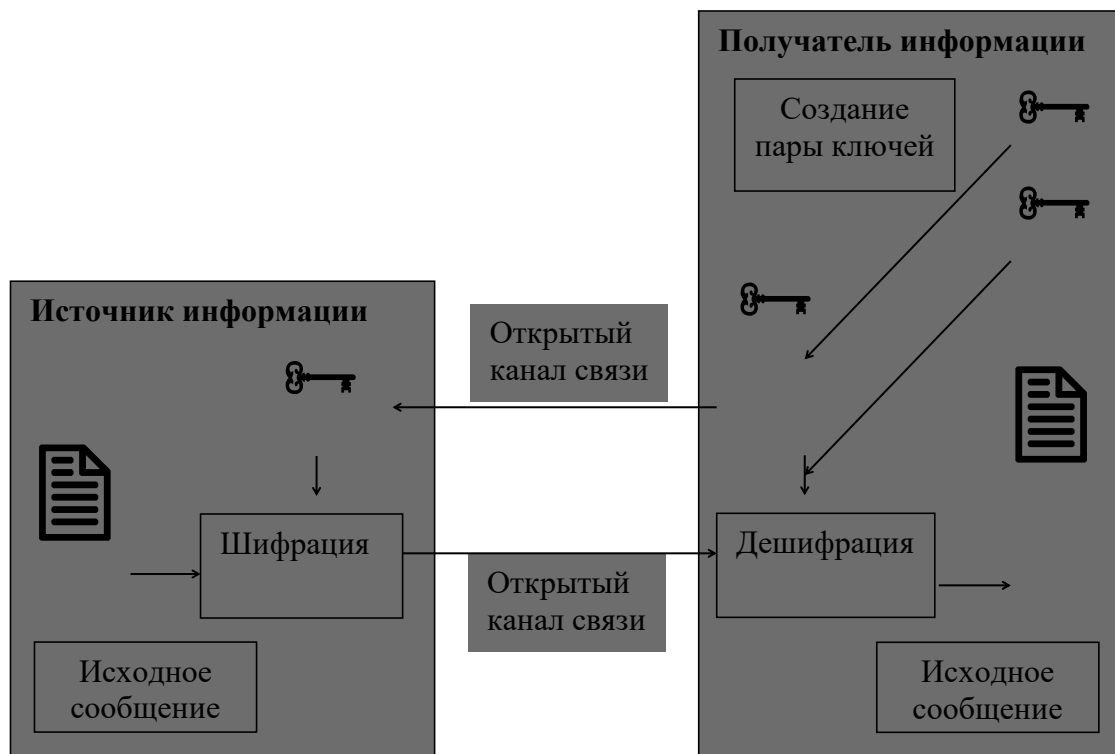 Получатель информации
Создание
пары ключей
Источник информации
Открытый
канал связи
Шифрация
Дешифрация
Открытый
канал связи
Исходное
сообщение
Исходное
сообщение